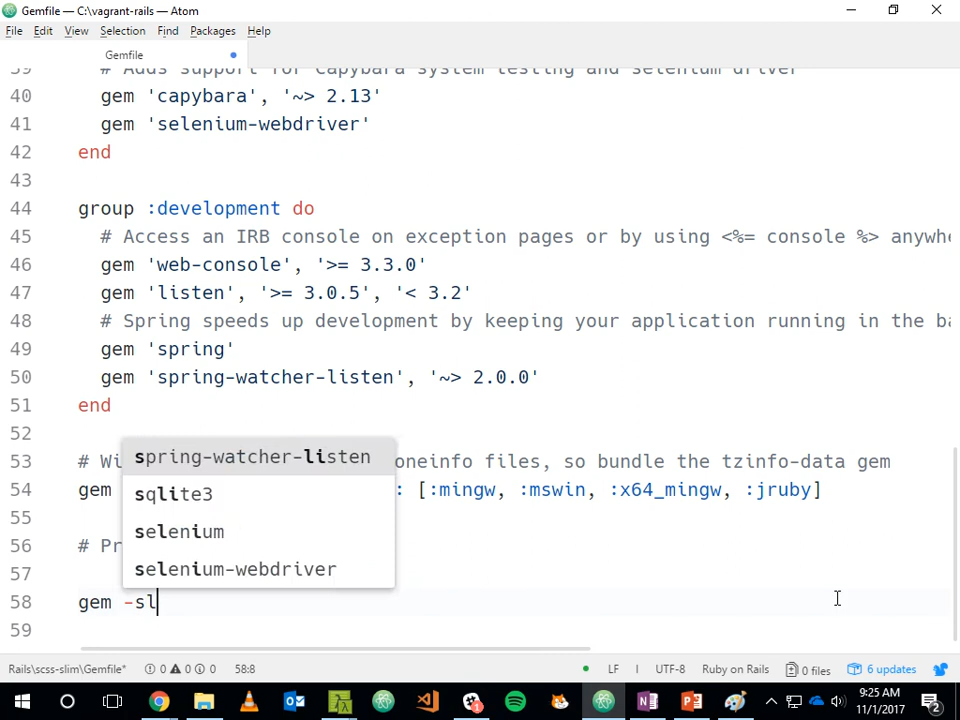 Gemfile — C:\vagrant-rails — Atom
File Edit View Selection Find Packages Help
Gemfile
39 # Adds support for Capybara system testing and selenium driver
40 gem 'capybara', '~> 2.13'
41 gem 'selenium-webdriver'
42 end
43
44 group :development do
45 # Access an IRB console on exception pages or by using <%= console %> anywhe
46 gem 'web-console', '>= 3.3.0'
47 gem 'listen', '>= 3.0.5', '< 3.2'
48 # Spring speeds up development by keeping your application running in the ba
49 gem 'spring'
50 gem 'spring-watcher-listen', '~> 2.0.0'
51 end
52
spring-watcher-listen
53 # Wi oneinfo files, so bundle the tzinfo-data gem
54 gem : [:mingw, :mswin, :x64_mingw, :jruby]
sqlite3
55
selenium
56 # Pr
selenium-webdriver
57
58 gem -sl
59
Rails\scss-slim\Gemfile* 0 0 0 58:8 LF UTF-8 Ruby on Rails 0 files 6 updates
9:25 AM
11/1/2017
2